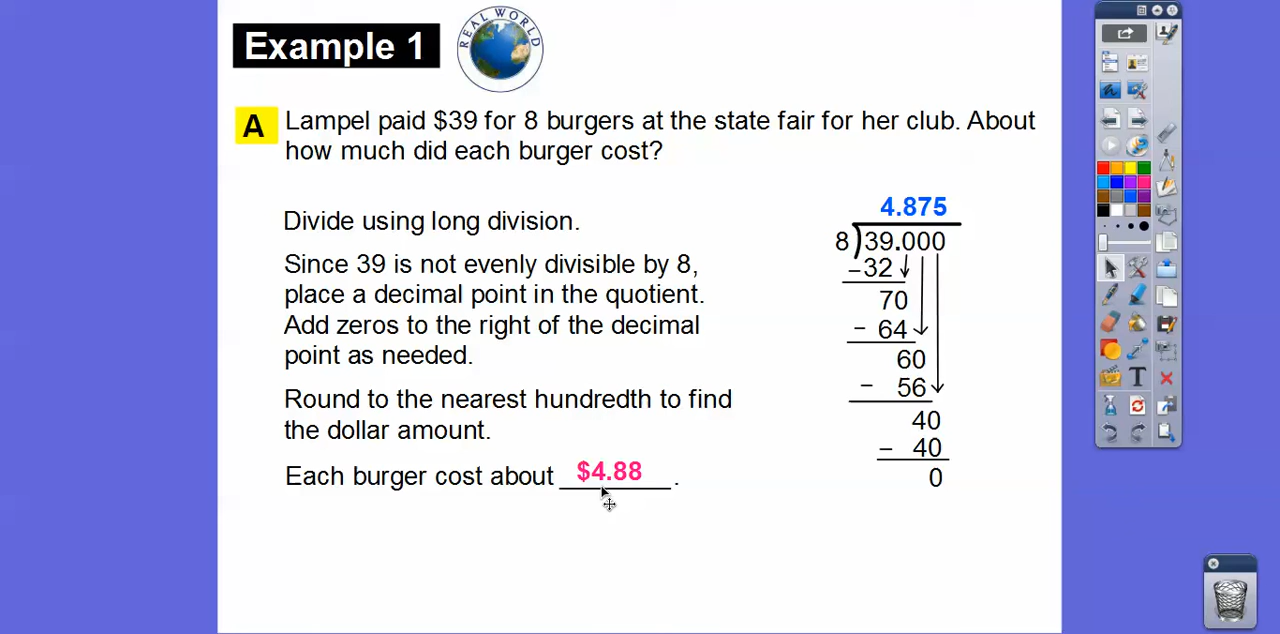 Example 1
REAL WORLD
A
Lampel paid $39 for 8 burgers at the state fair for her club. About
how much did each burger cost?
Divide using long division.
Since 39 is not evenly divisible by 8,
place a decimal point in the quotient.
Add zeros to the right of the decimal
point as needed.
Round to the nearest hundredth to find
the dollar amount.
Each burger cost about $4.88.
4.875
8)39.000
-32
70
- 64
60
- 56
40
- 40
0
T